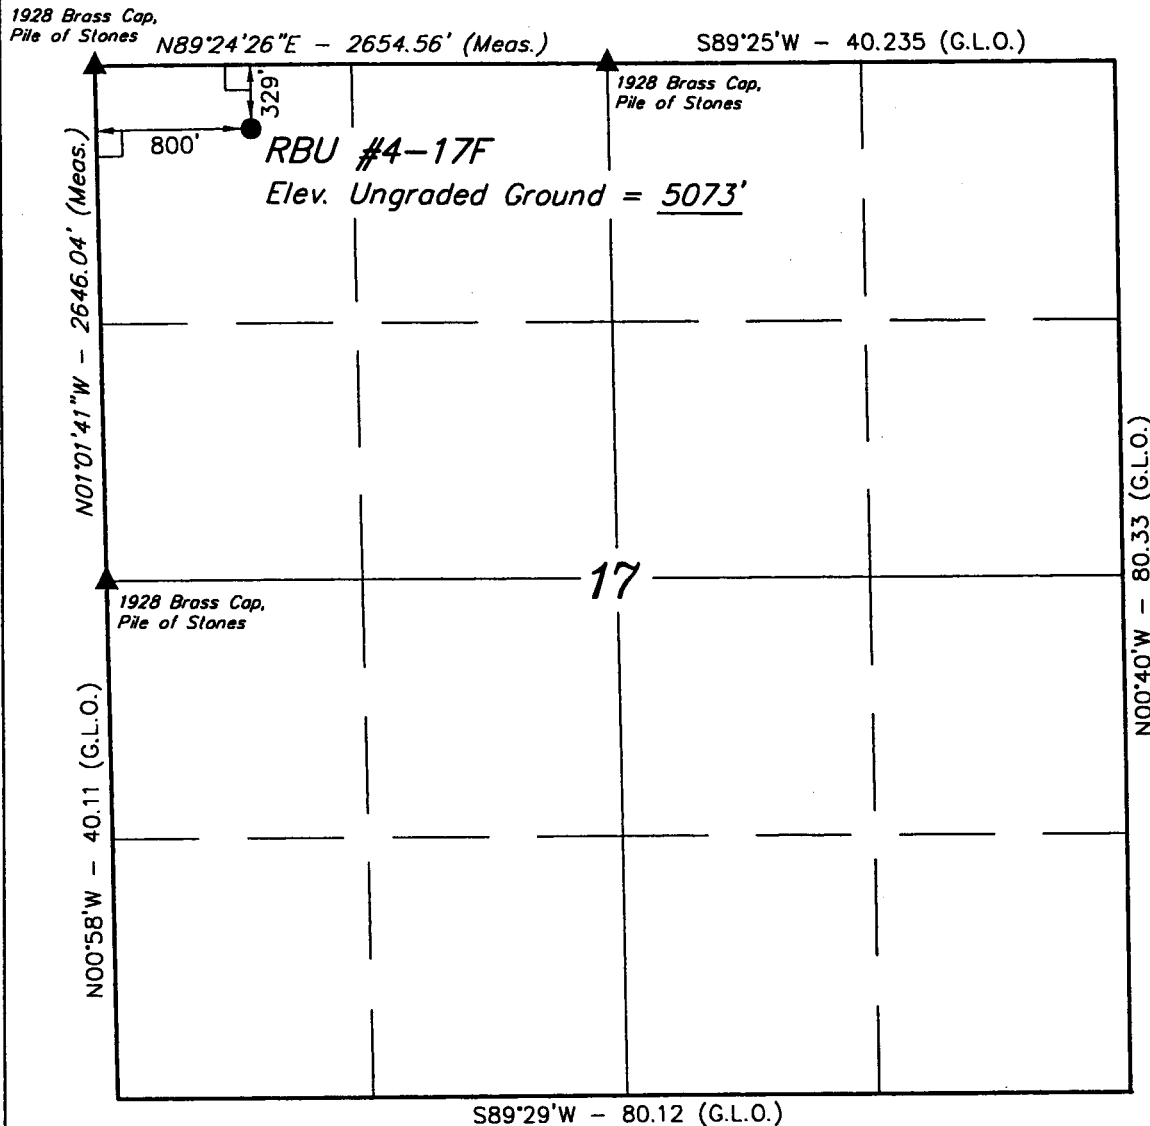 1928 Brass Cap,
Pile of Stones
N89°24'26"E - 2654.56' (Meas.)
S89°25'W - 40.235 (G.L.O.)
1928 Brass Cap,
Pile of Stones
329'
800'
RBU #4-17F
Elev. Ungraded Ground = 5073'
N01°01'41"W - 2646.04' (Meas.)
17
1928 Brass Cap,
Pile of Stones
N00°40'W - 80.33 (G.L.O.)
N00°58'W - 40.11 (G.L.O.)
S89°29'W - 80.12 (G.L.O.)